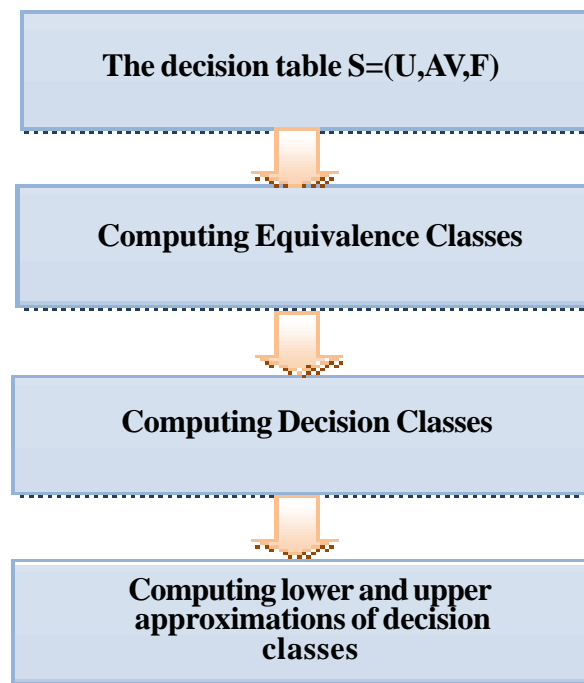 The decision table S=(U,AV,F)
Computing Equivalence Classes
Computing Decision Classes
Computing lower and upper
approximations of decision
classes